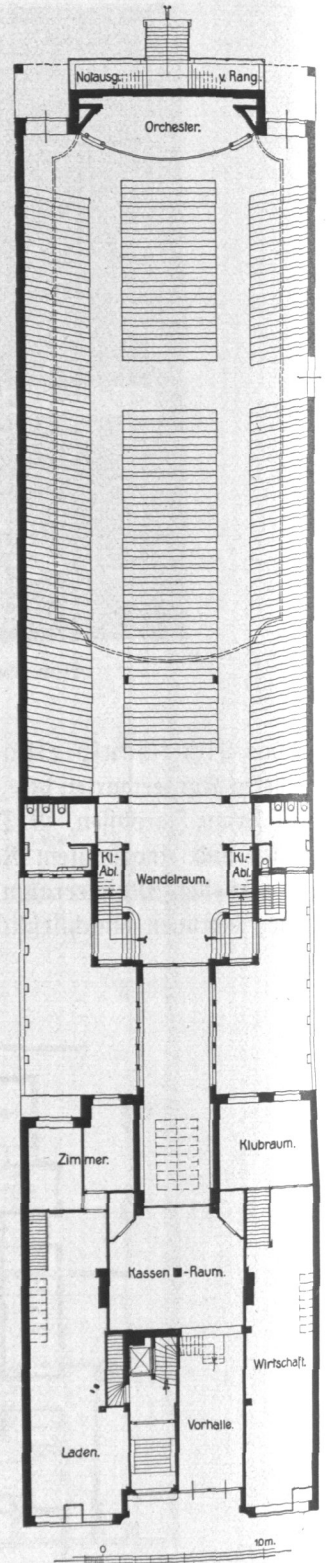 Notausg. v. Rang.
Orchester.
Kl.- Kl.-
Abl. Abl.
Wandelraum.
Zimmer.
Klubraum.
Kassen-Raum.
Wirtschaft.
Vorhalle.
Laden.
0 10m.